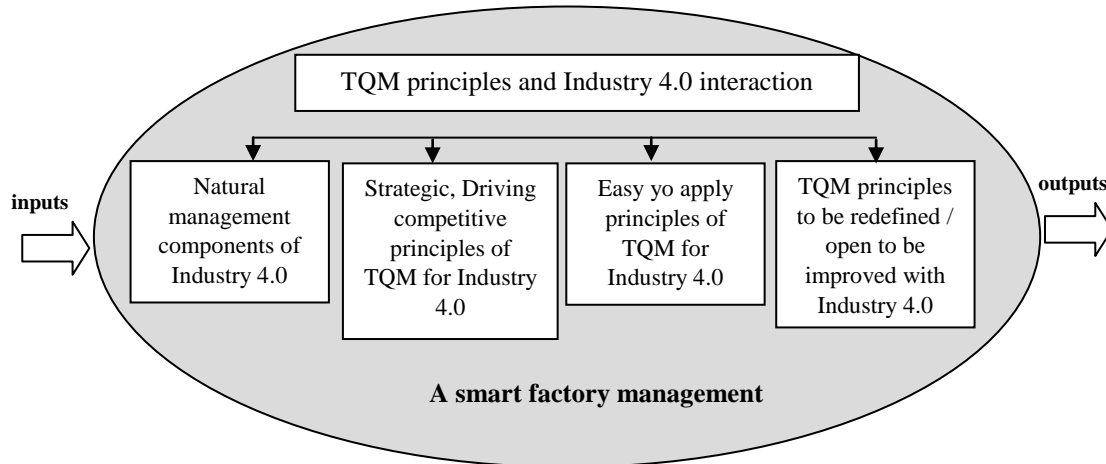 TQM principles and Industry 4.0 interaction
inputs
Natural
management
components of
Industry 4.0
Strategic, Driving
competitive
principles of
TQM for Industry
4.0
Easy yo apply
principles of
TQM for
Industry 4.0
TQM principles
to be redefined /
open to be
improved with
Industry 4.0
outputs
A smart factory management